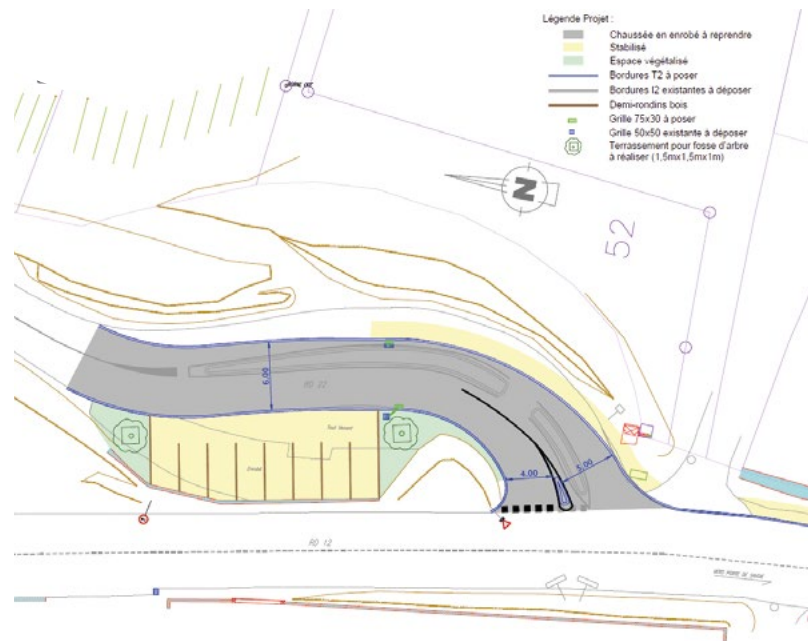 Légende Projet :
Chaussée en enrobé à reprendre
Stabilisé
Espace végétalisé
Bordures T2 à poser
Bordures I2 existantes à déposer
Demi-rondins bois
Grille 75x30 à poser
Grille 50x50 existante à déposer
Terrassement pour fosse d'arbre
à réaliser (1,5mx1,5mx1m)
N
52
6.00
RD 22
4.00
5.00
RD 12